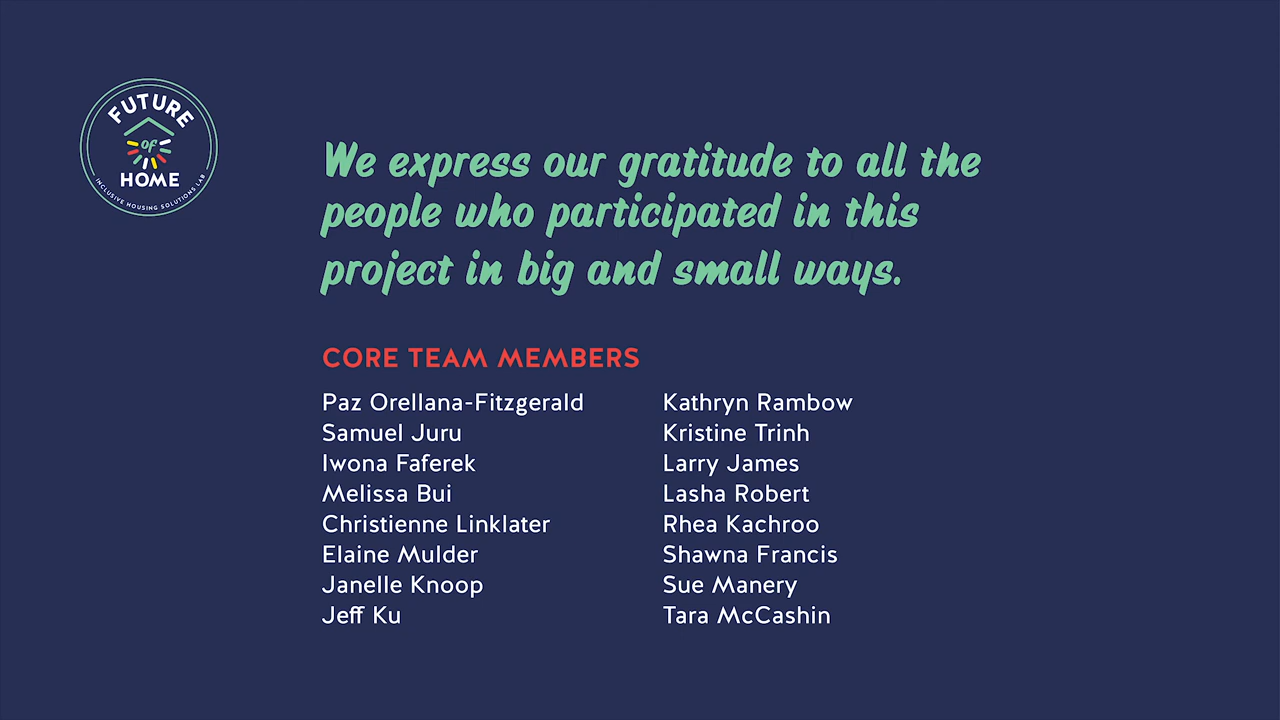 FUTURE
of
HOME
INCLUSIVE HOUSING SOLUTIONS LAB
We express our gratitude to all the
people who participated in this
project in big and small ways.
CORE TEAM MEMBERS
Paz Orellana-Fitzgerald
Samuel Juru
Iwona Faferek
Melissa Bui
Christienne Linklater
Elaine Mulder
Janelle Knoop
Jeff Ku
Kathryn Rambow
Kristine Trinh
Larry James
Lasha Robert
Rhea Kachroo
Shawna Francis
Sue Manery
Tara McCashin